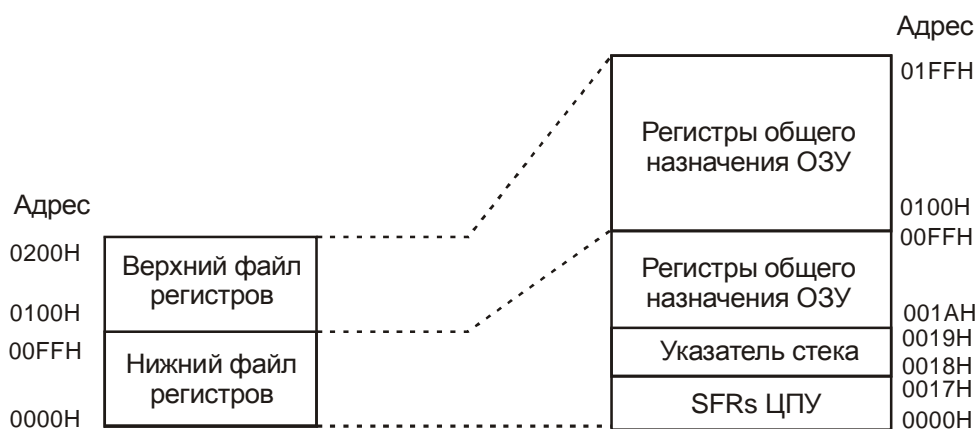 Адрес
01FFH
Регистры общего
назначения ОЗУ
0100H
Адрес
0200H
Верхний файл
регистров
0100H
00FFH
Нижний файл
регистров
0000H
00FFH
Регистры общего
назначения ОЗУ
001AH
Указатель стека
0019H
0018H
SFRs ЦПУ
0017H
0000H